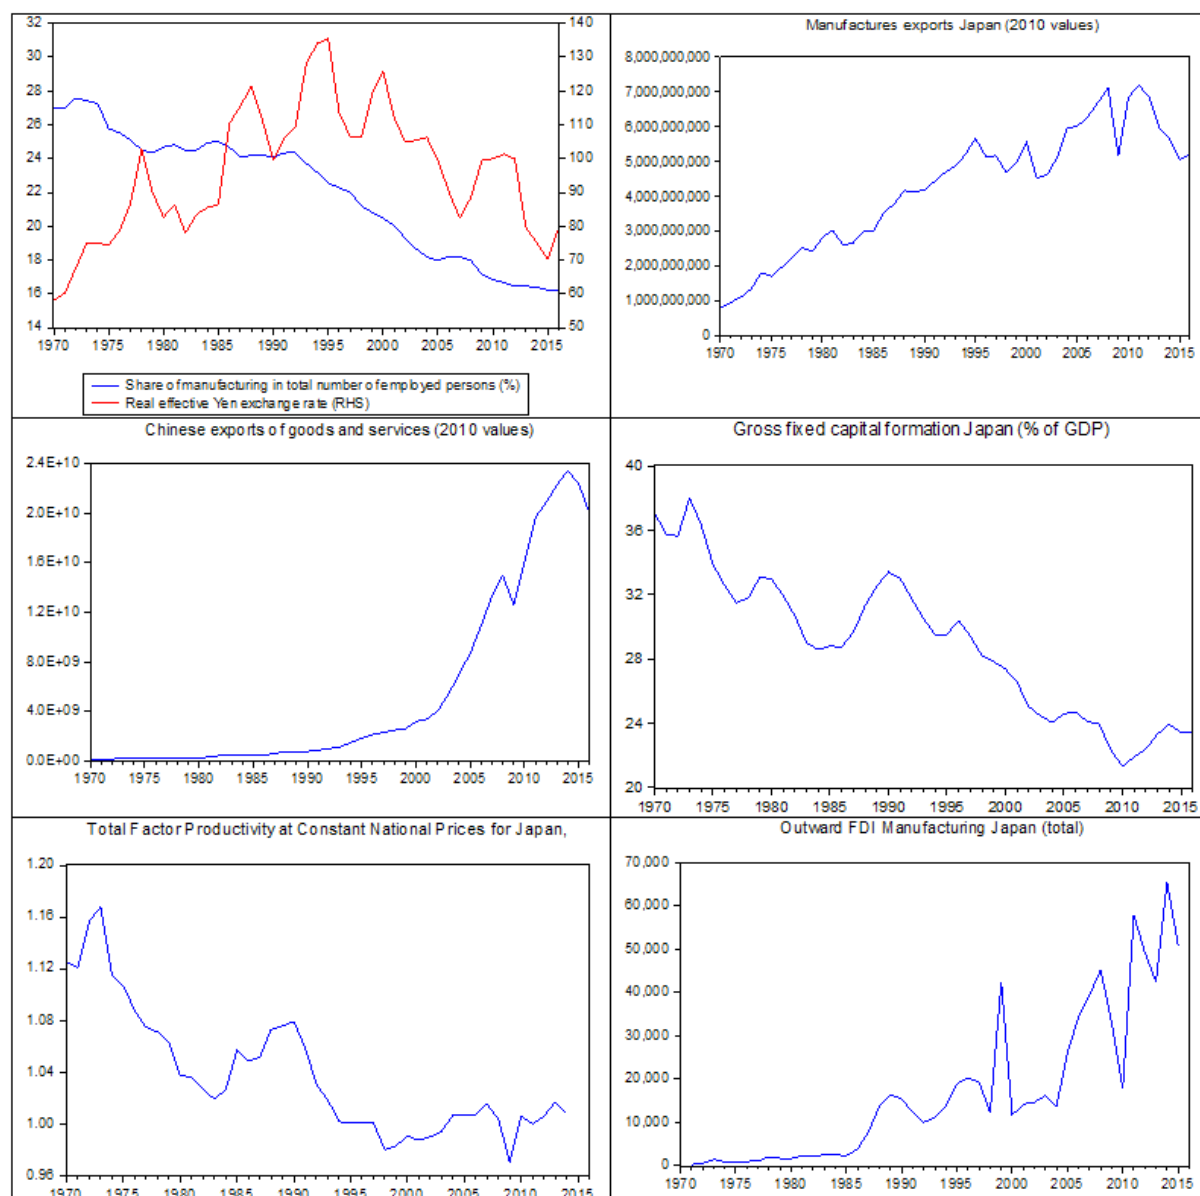 32
30
28
26
24
22
20
18
16
14
140
130
120
110
100
90
80
70
60
50
1970 1975 1980 1985 1990 1995 2000 2005 2010 2015
Share of manufacturing in total number of employed persons (%)
Real effective Yen exchange rate (RHS)
Manufactures exports Japan (2010 values)
8,000,000,000
7,000,000,000
6,000,000,000
5,000,000,000
4,000,000,000
3,000,000,000
2,000,000,000
1,000,000,000
0
1970 1975 1980 1985 1990 1995 2000 2005 2010 2015
Chinese exports of goods and services (2010 values)
2.4E+10
2.0E+10
1.6E+10
1.2E+10
8.0E+09
4.0E+09
0.0E+00
1970 1975 1980 1985 1990 1995 2000 2005 2010 2015
Gross fixed capital formation Japan (% of GDP)
40
36
32
28
24
20
1970 1975 1980 1985 1990 1995 2000 2005 2010 2015
Total Factor Productivity at Constant National Prices for Japan,
1.20
1.16
1.12
1.08
1.04
1.00
0.96
1970 1975 1980 1985 1990 1995 2000 2005 2010 2015
Outward FDI Manufacturing Japan (total)
70,000
60,000
50,000
40,000
30,000
20,000
10,000
0
1970 1975 1980 1985 1990 1995 2000 2005 2010 2015